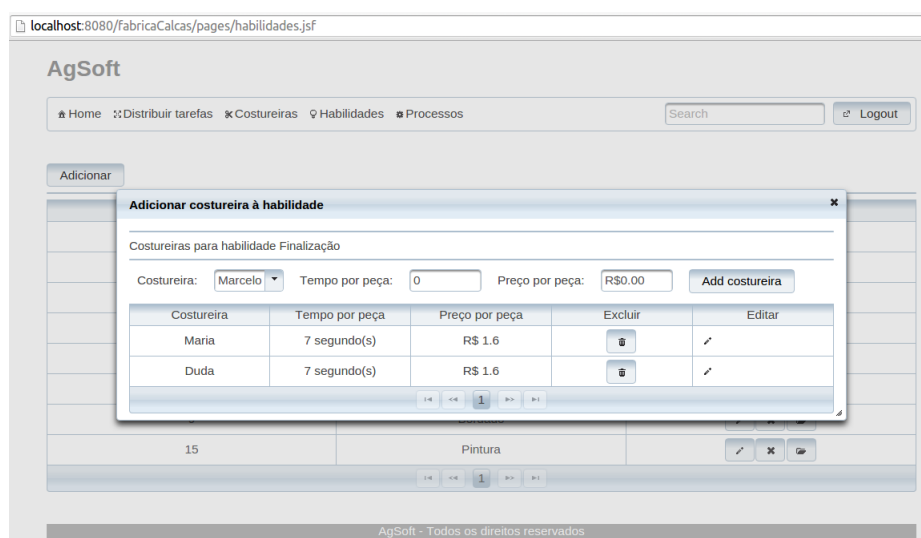 localhost:8080/fabricaCalcas/pages/habilidades.jsf
AgSoft
Home Distribuir tarefas Costureiras Habilidades Processos Search Logout
Adicionar
Adicionar costureira à habilidade
Costureiras para habilidade Finalização
Costureira: Marcelo Tempo por peça: 0 Preço por peça: R$0.00 Add costureira
Costureira Tempo por peça Preço por peça Excluir Editar
Maria 7 segundo(s) R$ 1.6
Duda 7 segundo(s) R$ 1.6
1
15 Pintura
1
AgSoft - Todos os direitos reservados